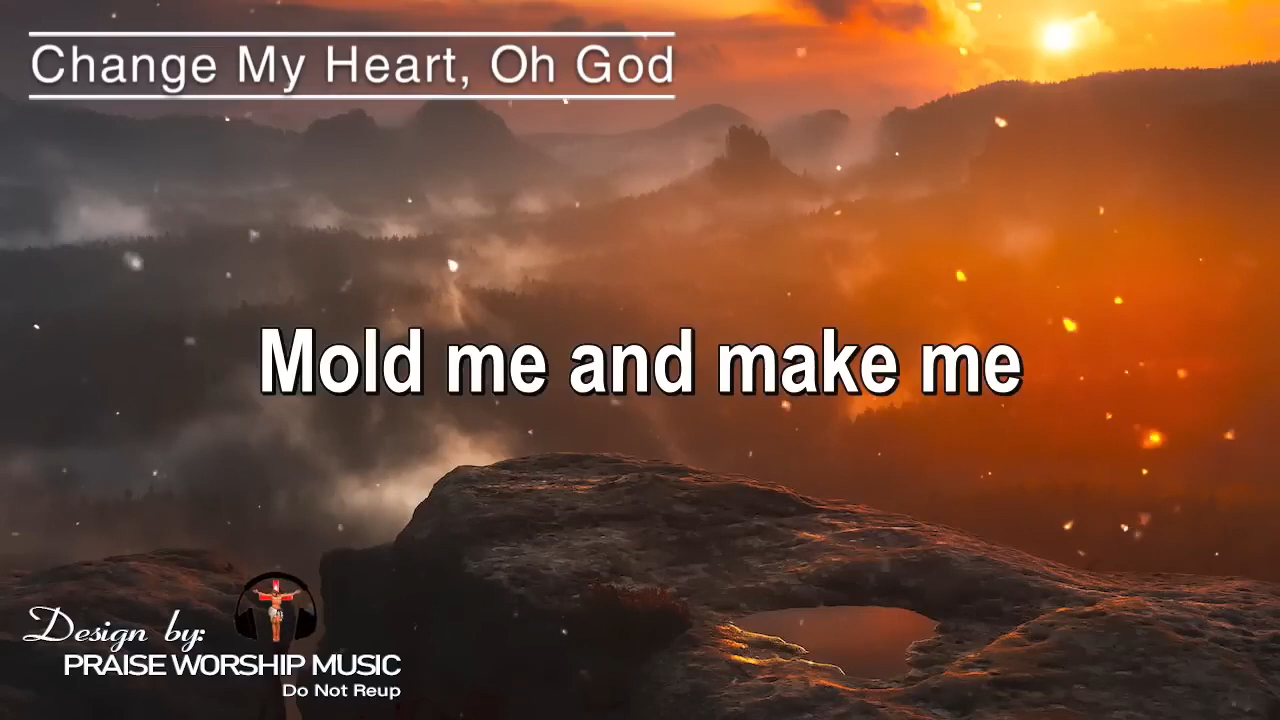 Change My Heart, Oh God
Mold me and make me
Design by:
PRAISE WORSHIP MUSIC
Do Not Reup